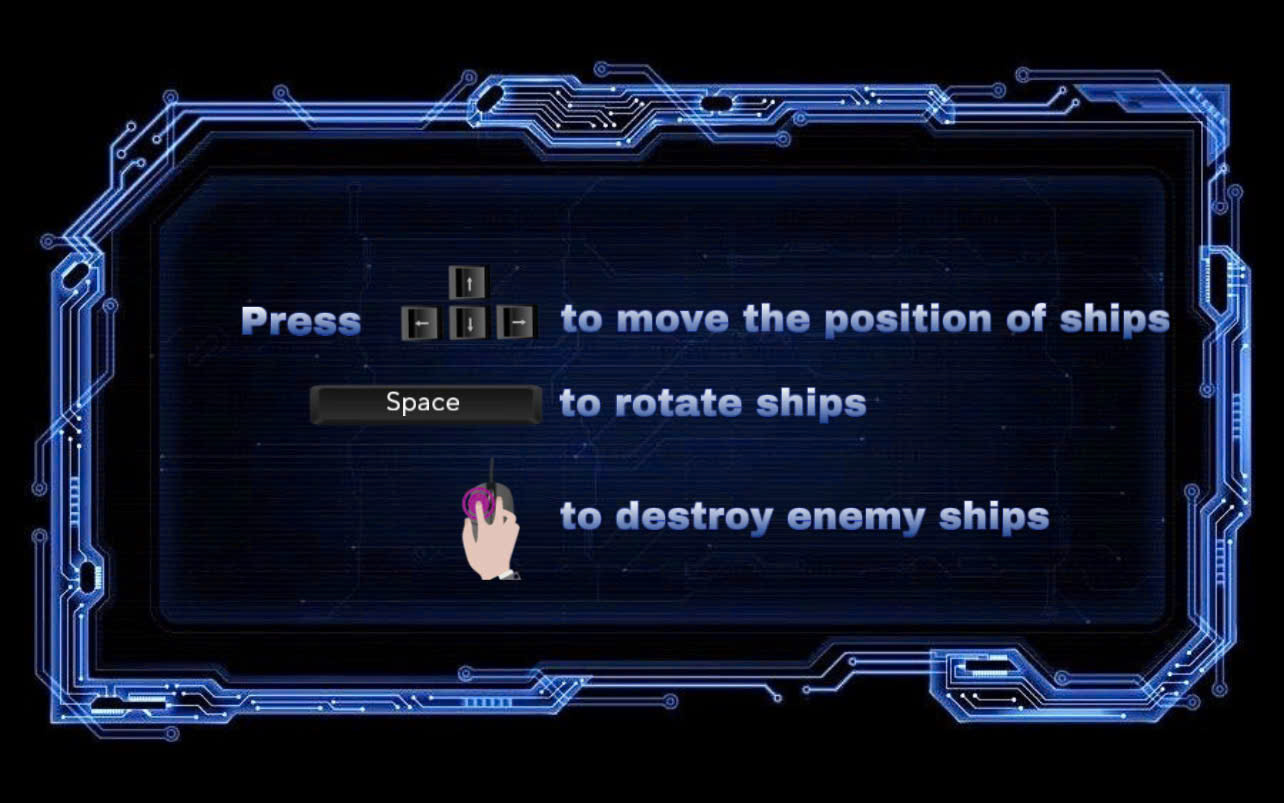 ↑
Press ← ↓ → to move the position of ships
Space to rotate ships
to destroy enemy ships